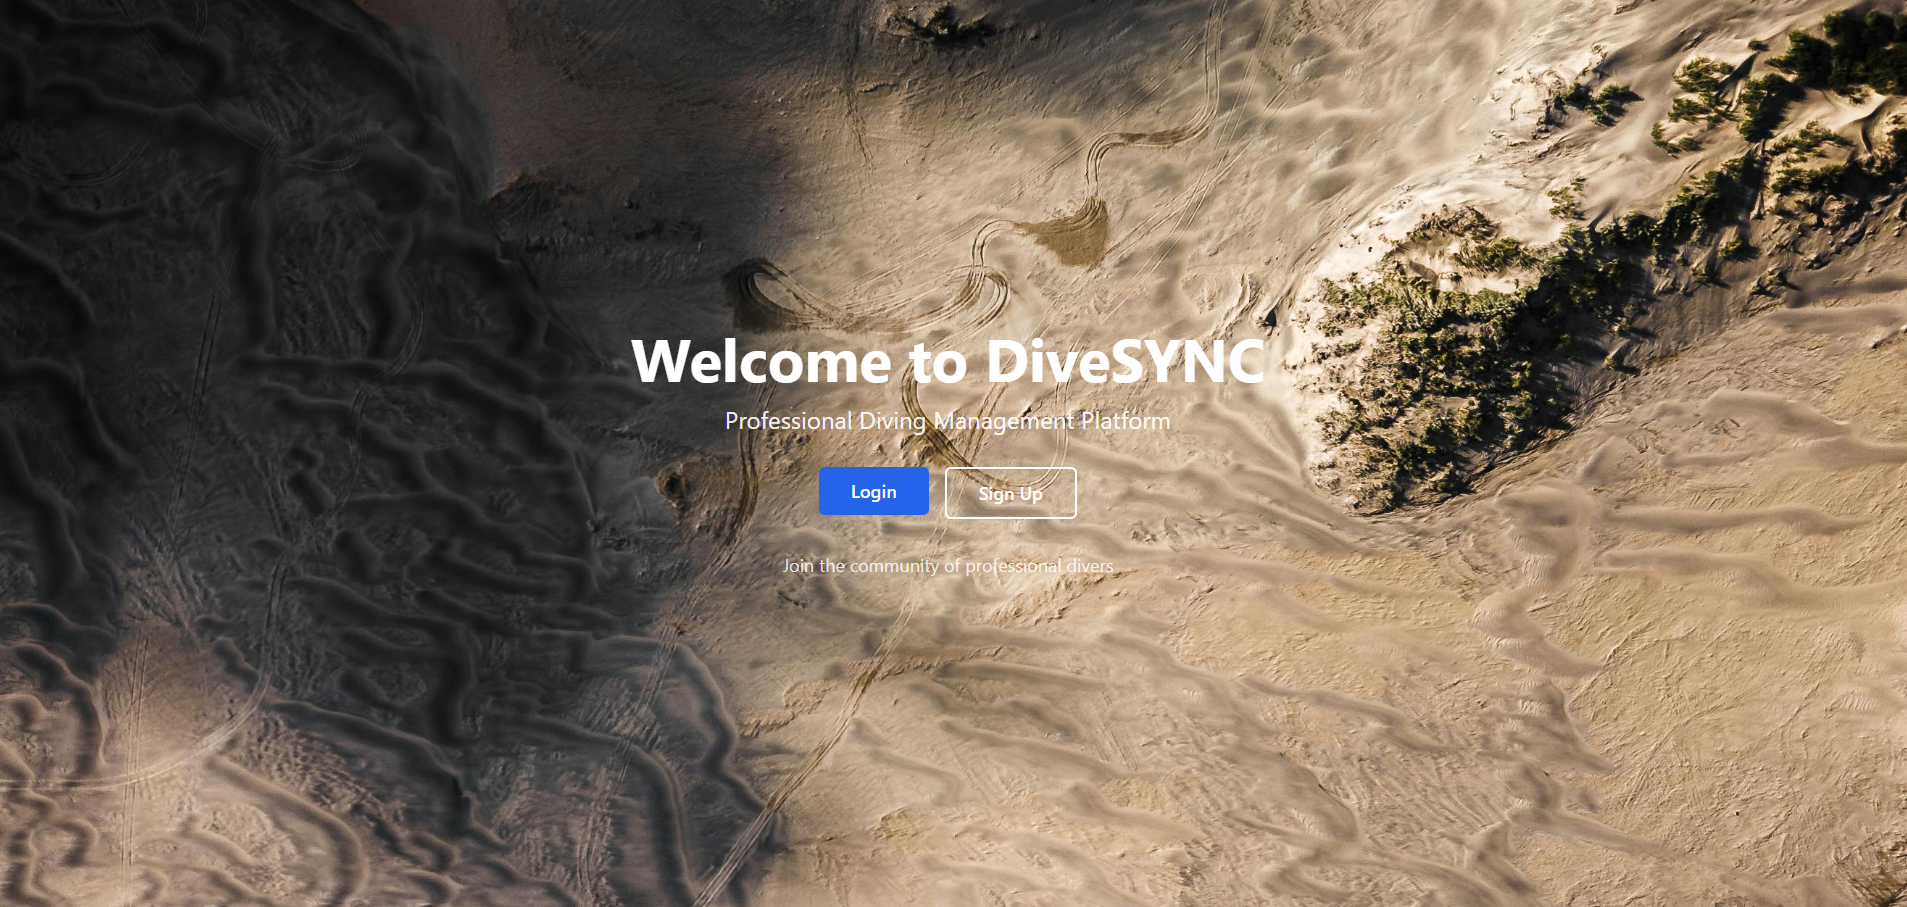 Welcome to DiveSYNC
Professional Diving Management Platform
Login
Sign Up
Join the community of professional divers